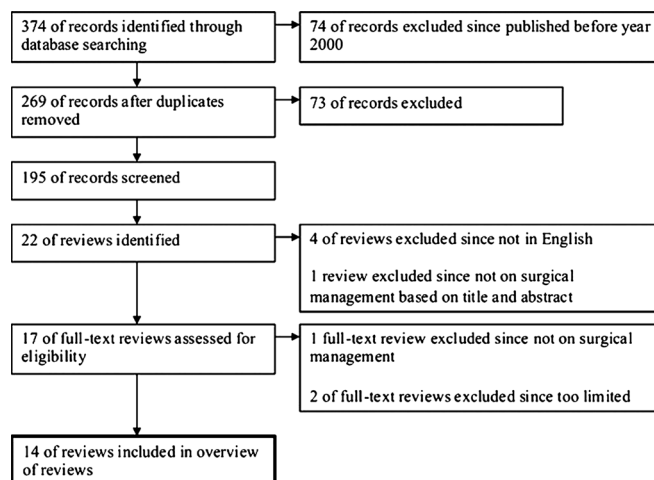 374 of records identified through
database searching
74 of records excluded since published before year
2000
269 of records after duplicates
removed
73 of records excluded
195 of records screened
22 of reviews identified
4 of reviews excluded since not in English
1 review excluded since not on surgical
management based on title and abstract
17 of full-text reviews assessed for
eligibility
1 full-text review excluded since not on surgical
management
2 of full-text reviews excluded since too limited
14 of reviews included in overview
of reviews